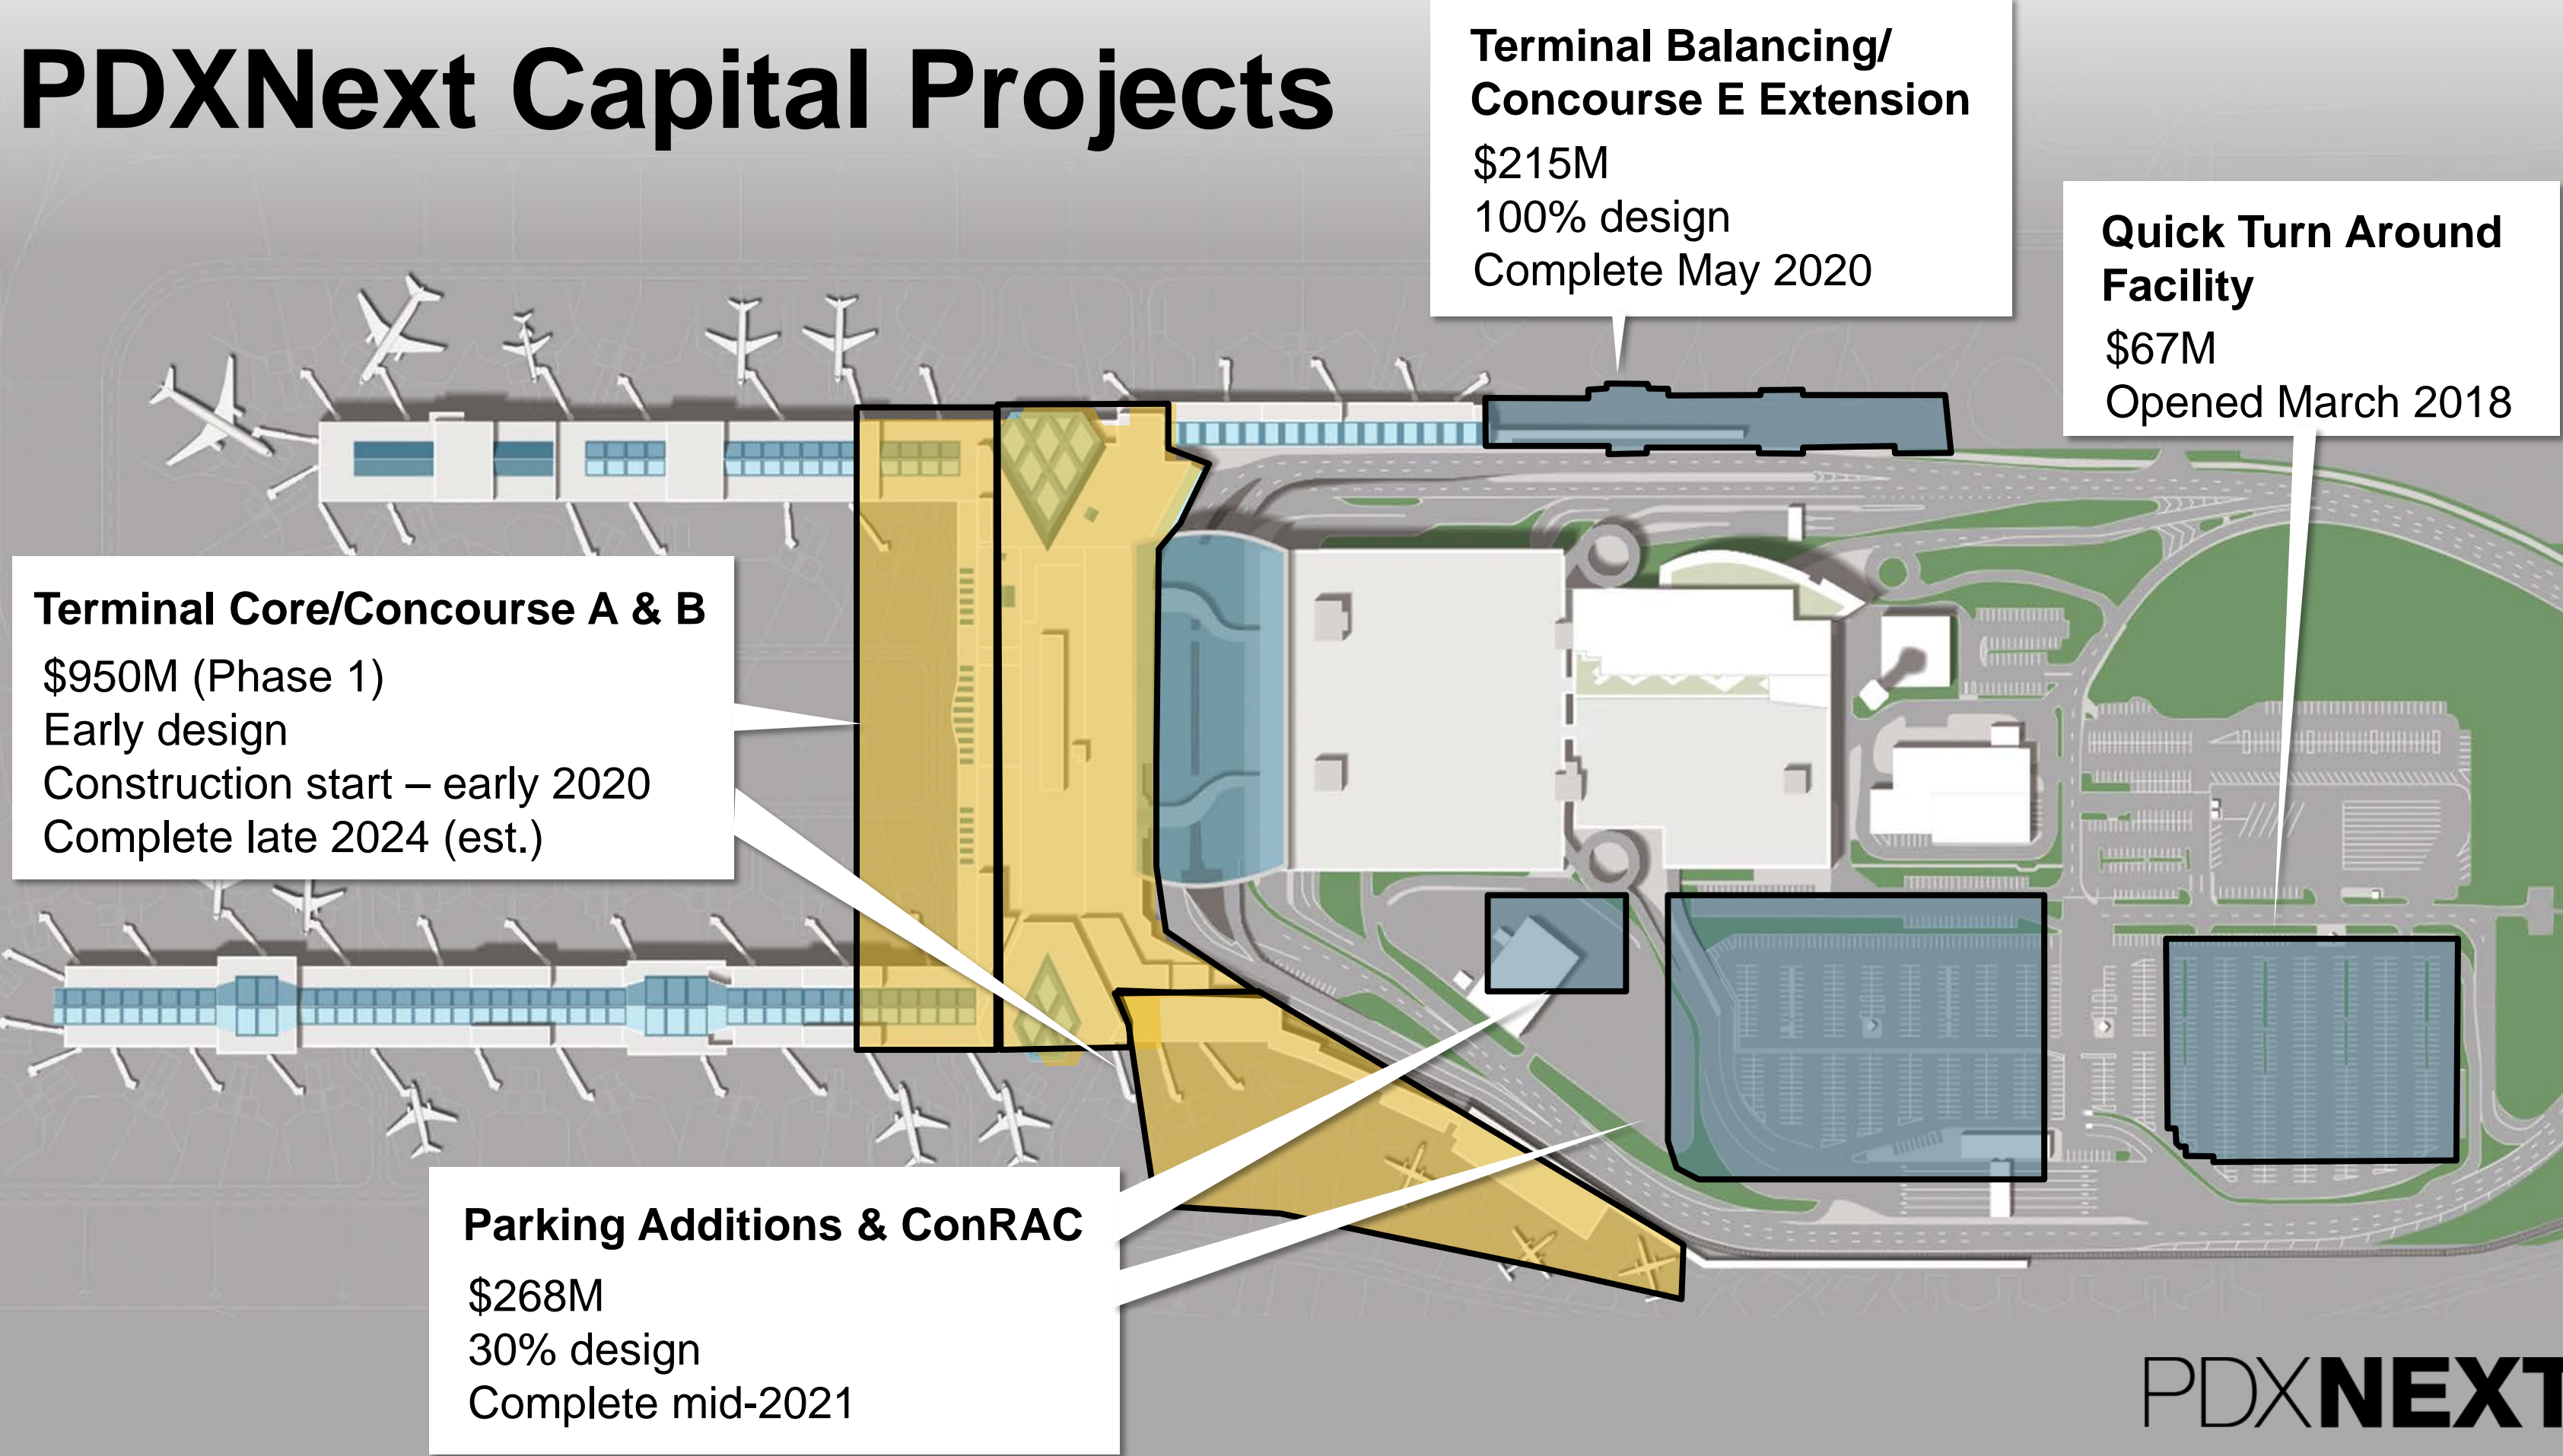 PDXNext Capital Projects
Terminal Balancing/
Concourse E Extension
$215M
100% design
Complete May 2020
Quick Turn Around
Facility
$67M
Opened March 2018
Terminal Core/Concourse A & B
$950M (Phase 1)
Early design
Construction start – early 2020
Complete late 2024 (est.)
Parking Additions & ConRAC
$268M
30% design
Complete mid-2021
PDXNEXT